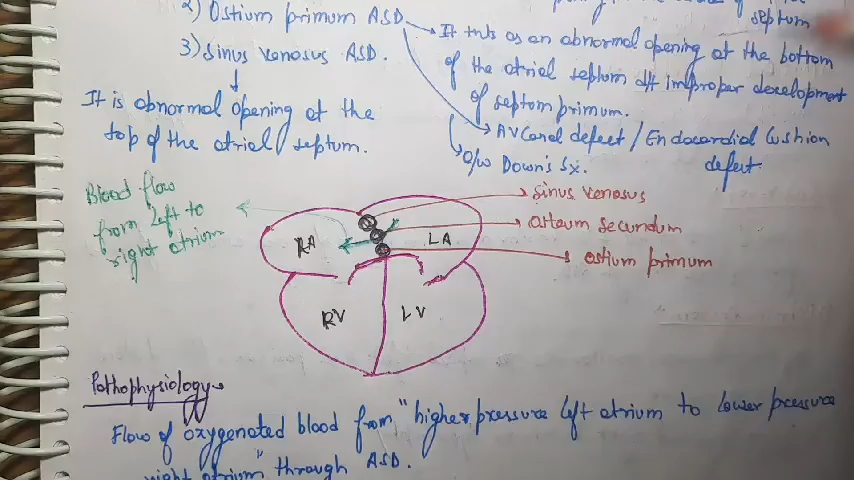 septum
2) Ostium primum ASD
It this as an abnormal opening at the bottom
of the atrial septum d/t improper development
of septum primum.
3) Sinus venosus ASD.
It is abnormal opening at the
top of the atrial septum.
AV Canal defect / Endocardial Cushion
defect
o/w Down's Sx.
Blood flow
from left to
right atrium
Sinus venosus
osteum secundum
ostium primum
RA
LA
RV
LV
Pathophysiology
Flow of oxygenated blood from "higher pressure left atrium to lower pressure
right atrium" through ASD.